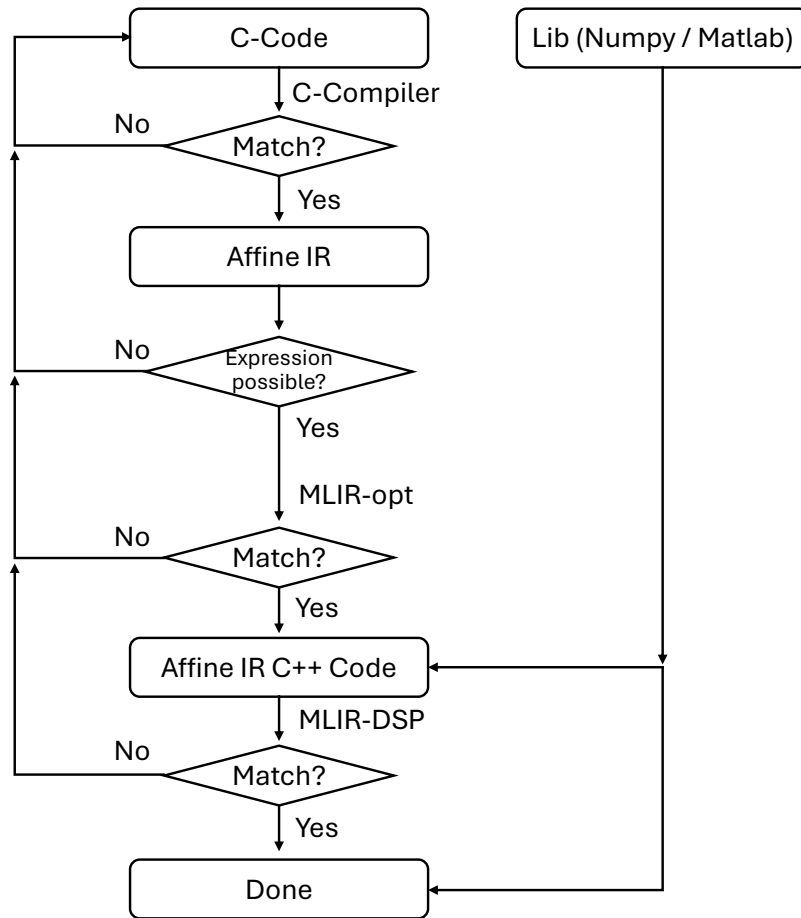 C-Code
Lib (Numpy / Matlab)
C-Compiler
No
Match?
Yes
Affine IR
No
Expression
possible?
Yes
MLIR-opt
No
Match?
Yes
Affine IR C++ Code
MLIR-DSP
No
Match?
Yes
Done